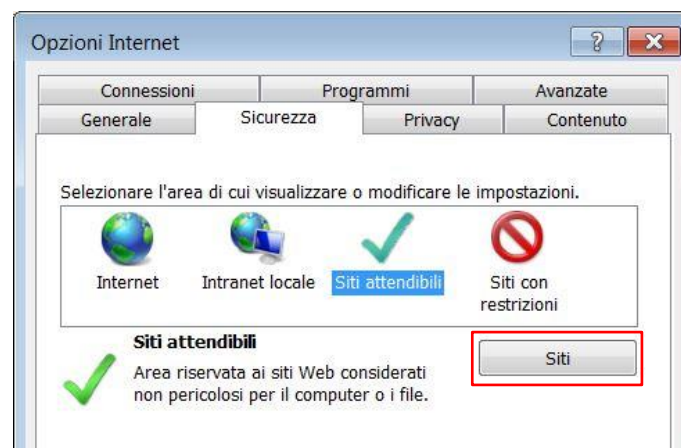 Opzioni Internet
Connessioni Programmi Avanzate
Generale Sicurezza Privacy Contenuto
Selezionare l'area di cui visualizzare o modificare le impostazioni.
Internet Intranet locale Siti attendibili Siti con
restrizioni
Siti attendibili
Siti
Area riservata ai siti Web considerati
non pericolosi per il computer o i file.